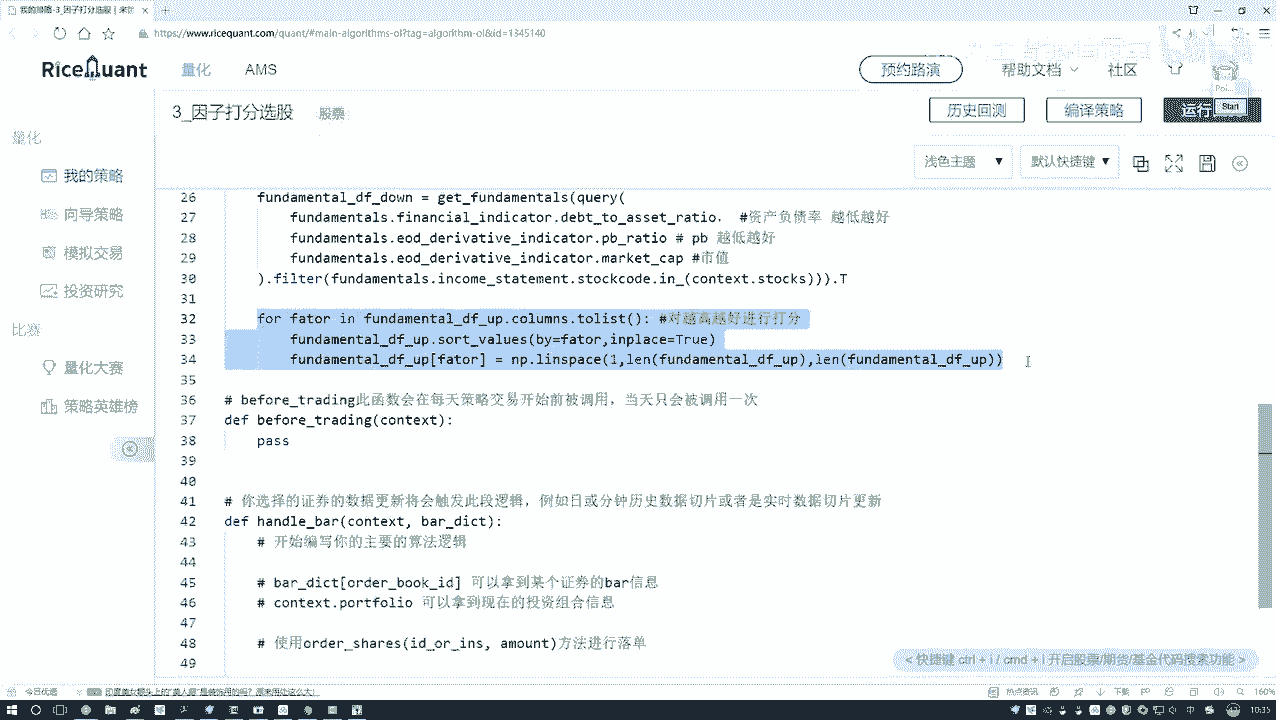 我的策略-3_因子打分选股 | 米筐
https://www.ricequant.com/quant/#main-algorithms-ol?tag=algorithm-ol&id=1345140
RiceQuant
量化
AMS
预约路演
帮助文档
社区
Poi...
3_因子打分选股
股票
历史回测
编译策略
运行
Start
浅色主题
默认快捷键
量化
我的策略
向导策略
模拟交易
投资研究
比赛
量化大赛
策略英雄榜
26 fundamental_df_down = get_fundamentals(query(
27 fundamentals.financial_indicator.debt_to_asset_ratio, #资产负债率 越低越好
28 fundamentals.eod_derivative_indicator.pb_ratio # pb 越低越好
29 fundamentals.eod_derivative_indicator.market_cap #市值
30 ).filter(fundamentals.income_statement.stockcode.in_(context.stocks))).T
31
32 for fator in fundamental_df_up.columns.tolist(): #对越高越好进行打分
33 fundamental_df_up.sort_values(by=fator,inplace=True)
34 fundamental_df_up[fator] = np.linspace(1,len(fundamental_df_up),len(fundamental_df_up))
35
36 # before_trading此函数会在每天策略交易开始前被调用，当天只会被调用一次
37 def before_trading(context):
38 pass
39
40
41 # 你选择的证券的数据更新将会触发此段逻辑，例如日或分钟历史数据切片或者是实时数据切片更新
42 def handle_bar(context, bar_dict):
43 # 开始编写你的主要的算法逻辑
44
45 # bar_dict[order_book_id] 可以拿到某个证券的bar信息
46 # context.portfolio 可以拿到现在的投资组合信息
47
48 # 使用order_shares(id_or_ins, amount)方法进行落单
49
< 快捷键 ctrl + i / cmd + i 开启股票/期货/基金代码搜索功能 >
今日优选
热点资讯
下载
160%
10:35